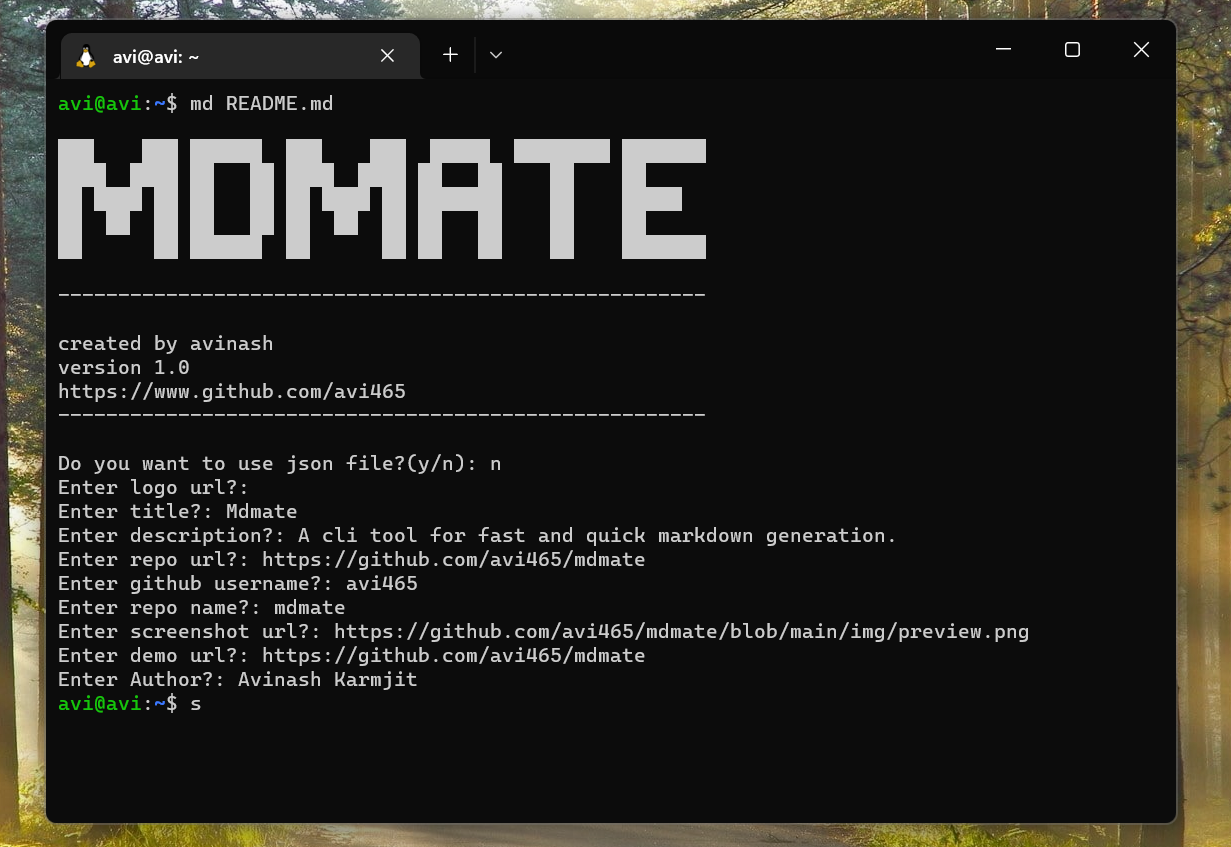 avi@avi: ~
avi@avi:~$ md README.md
MDMATE
------------------------------------------------------
created by avinash
version 1.0
https://www.github.com/avi465
------------------------------------------------------
Do you want to use json file?(y/n): n
Enter logo url?:
Enter title?: Mdmate
Enter description?: A cli tool for fast and quick markdown generation.
Enter repo url?: https://github.com/avi465/mdmate
Enter github username?: avi465
Enter repo name?: mdmate
Enter screenshot url?: https://github.com/avi465/mdmate/blob/main/img/preview.png
Enter demo url?: https://github.com/avi465/mdmate
Enter Author?: Avinash Karmjit
avi@avi:~$ s